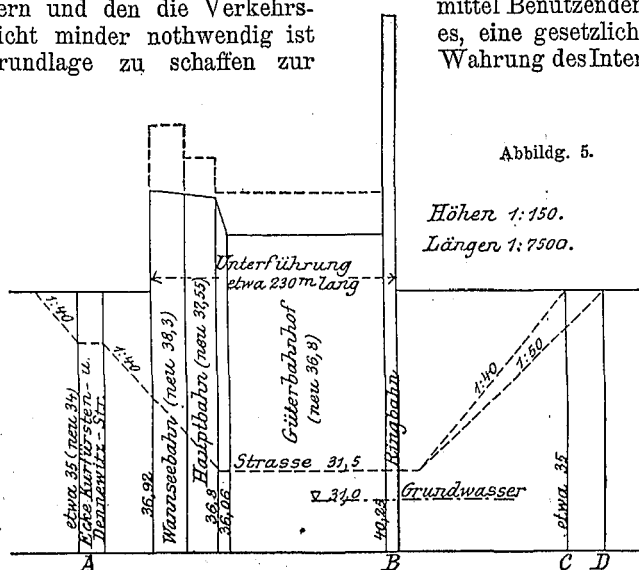 ern und den die Verkehrs-
icht minder nothwendig ist
rundlage zu schaffen zur
mittel Benutzenden
es, eine gesetzlich
Wahrung des Inter
Abbildg. 5.
Höhen 1:150.
Längen 1:7500.
Unterführung
etwa 230 m lang
1:40
1:40
etwa 35 (neu 34)
Ecke Kurfürsten- u.
Dennewitz-Str.
36,92
Wannseebahn (neu 38,3)
Hauptbahn (neu 37,55)
36,8
36,06
Güterbahnhof
(neu 36,8)
Strasse 31,5
31,0 Grundwasser
Ringbahn
40,25
1:40
1:50
etwa 35
A B C D